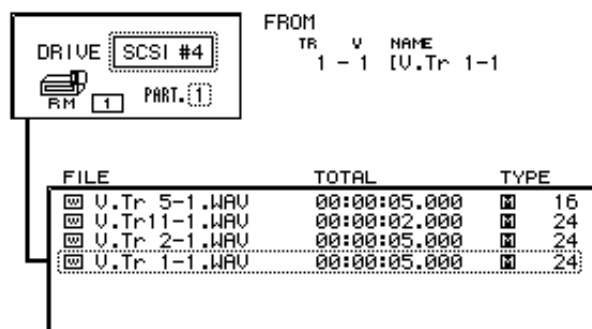 FROM
DRIVE SCSI #4
TR V NAME
1 - 1 [V.Tr 1-1
RM 1 PART. 1
FILE TOTAL TYPE
W V.Tr 5-1.WAV 00:00:05.000 M 16
W V.Tr11-1.WAV 00:00:02.000 M 24
W V.Tr 2-1.WAV 00:00:05.000 M 24
W V.Tr 1-1.WAV 00:00:05.000 M 24